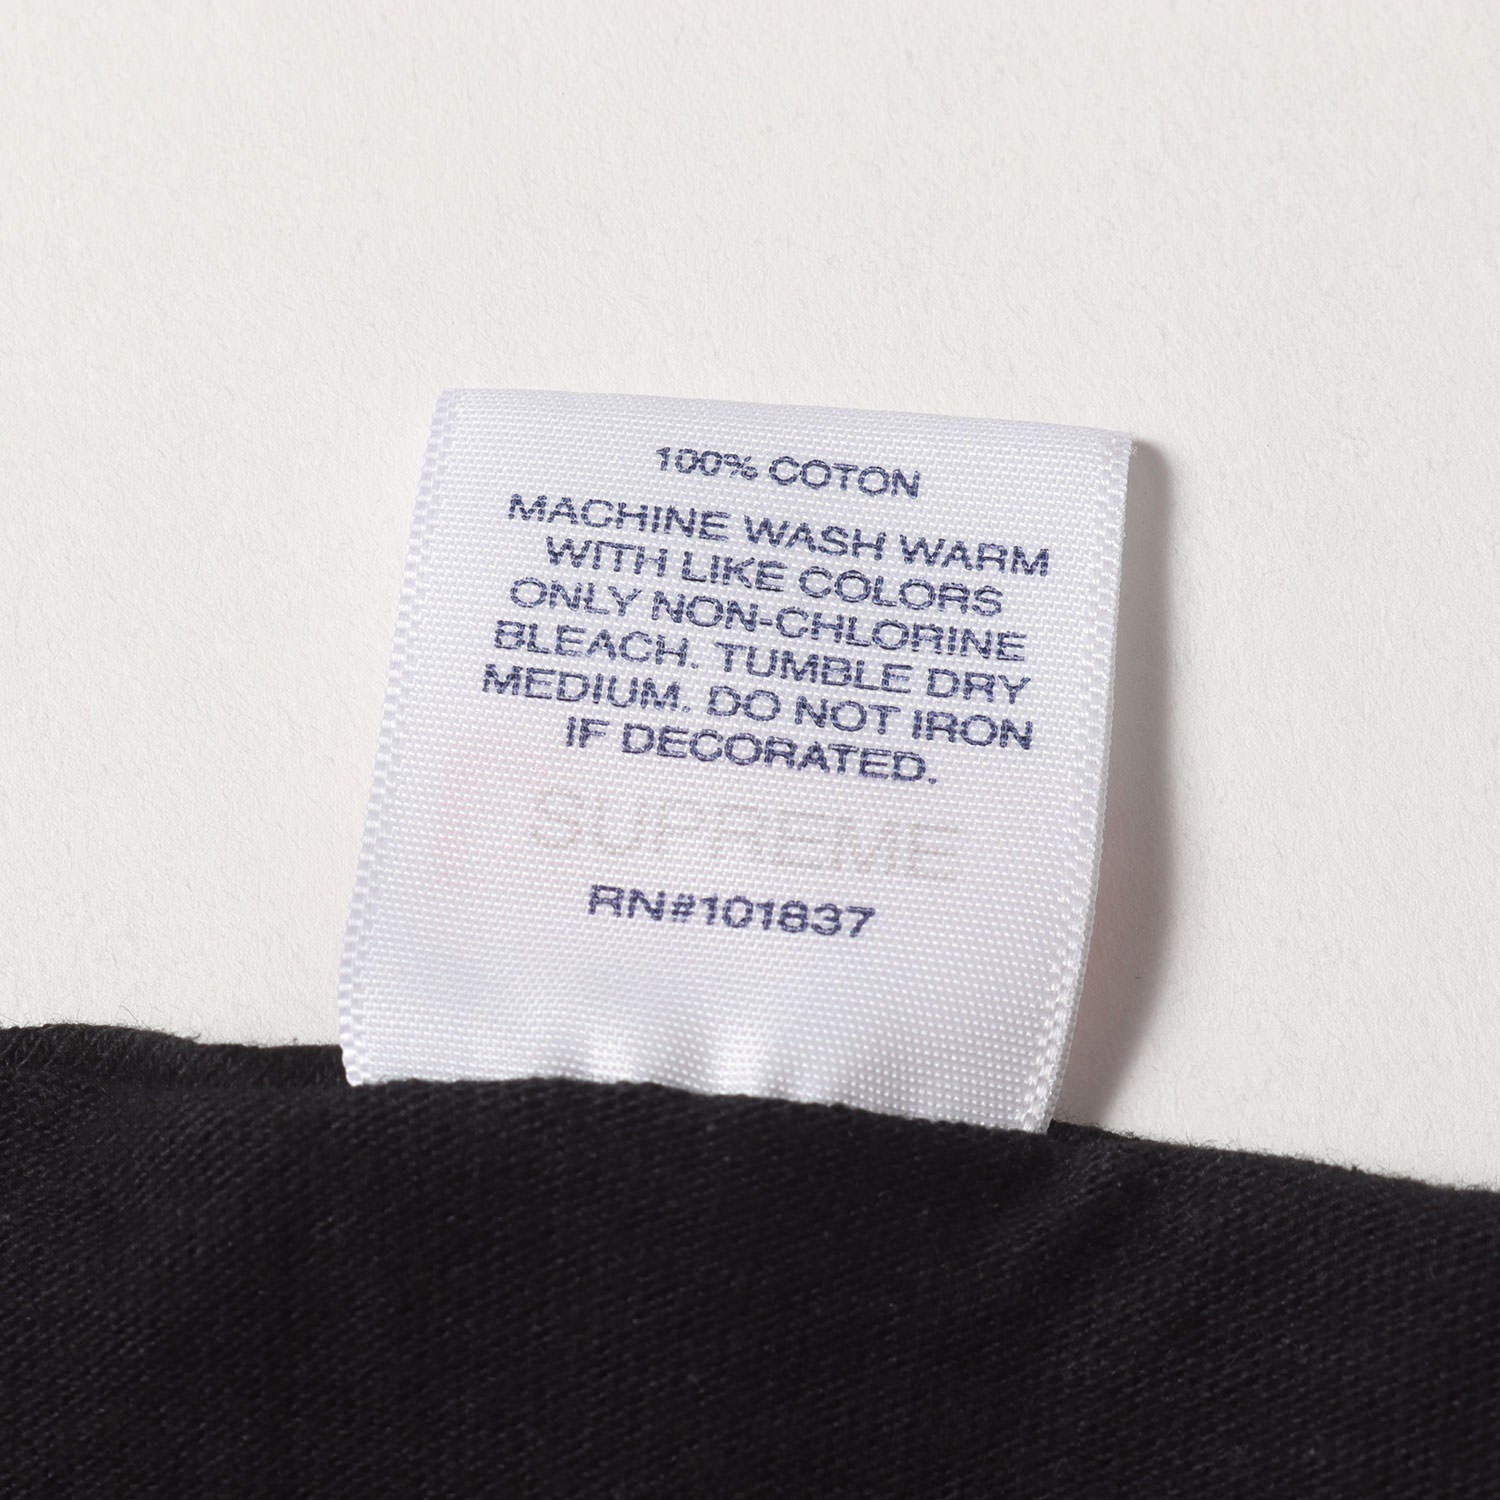 100% COTON
MACHINE WASH WARM
WITH LIKE COLORS
ONLY NON-CHLORINE
BLEACH. TUMBLE DRY
MEDIUM. DO NOT IRON
IF DECORATED.
SUPREME
RN#101837